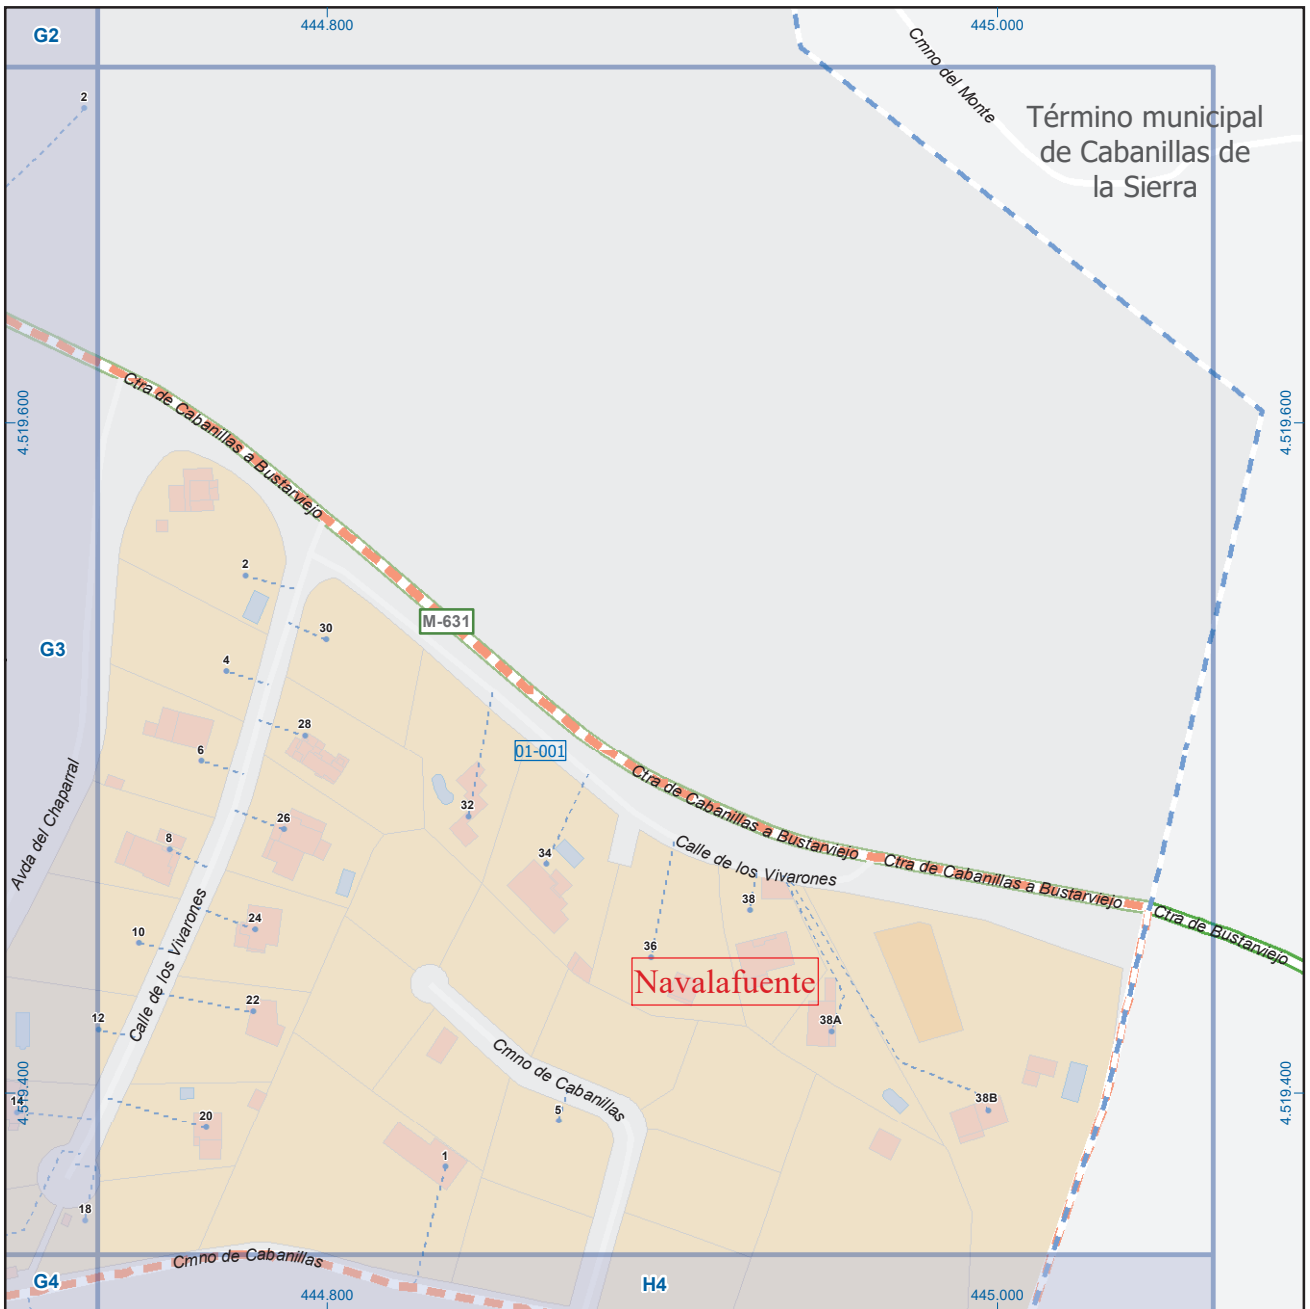 G2
444.800
445.000
Cmno del Monte
2
Término municipal
de Cabanillas de
la Sierra
4.519.600
4.519.600
Ctra de Cabanillas a Bustarviejo
2
30
M-631
G3
4
28
6
01-001
32
Ctra de Cabanillas a Bustarviejo
Avda del Chaparral
26
8
34
Calle de los Vivarones
Ctra de Cabanillas a Bustarviejo
38
Ctra de Bustarviejo
24
10
36
Calle de los Vivarones
Navalafuente
22
12
38A
Cmno de Cabanillas
4.519.400
4.519.400
14
20
5
38B
1
18
Cmno de Cabanillas
G4
H4
444.800
445.000